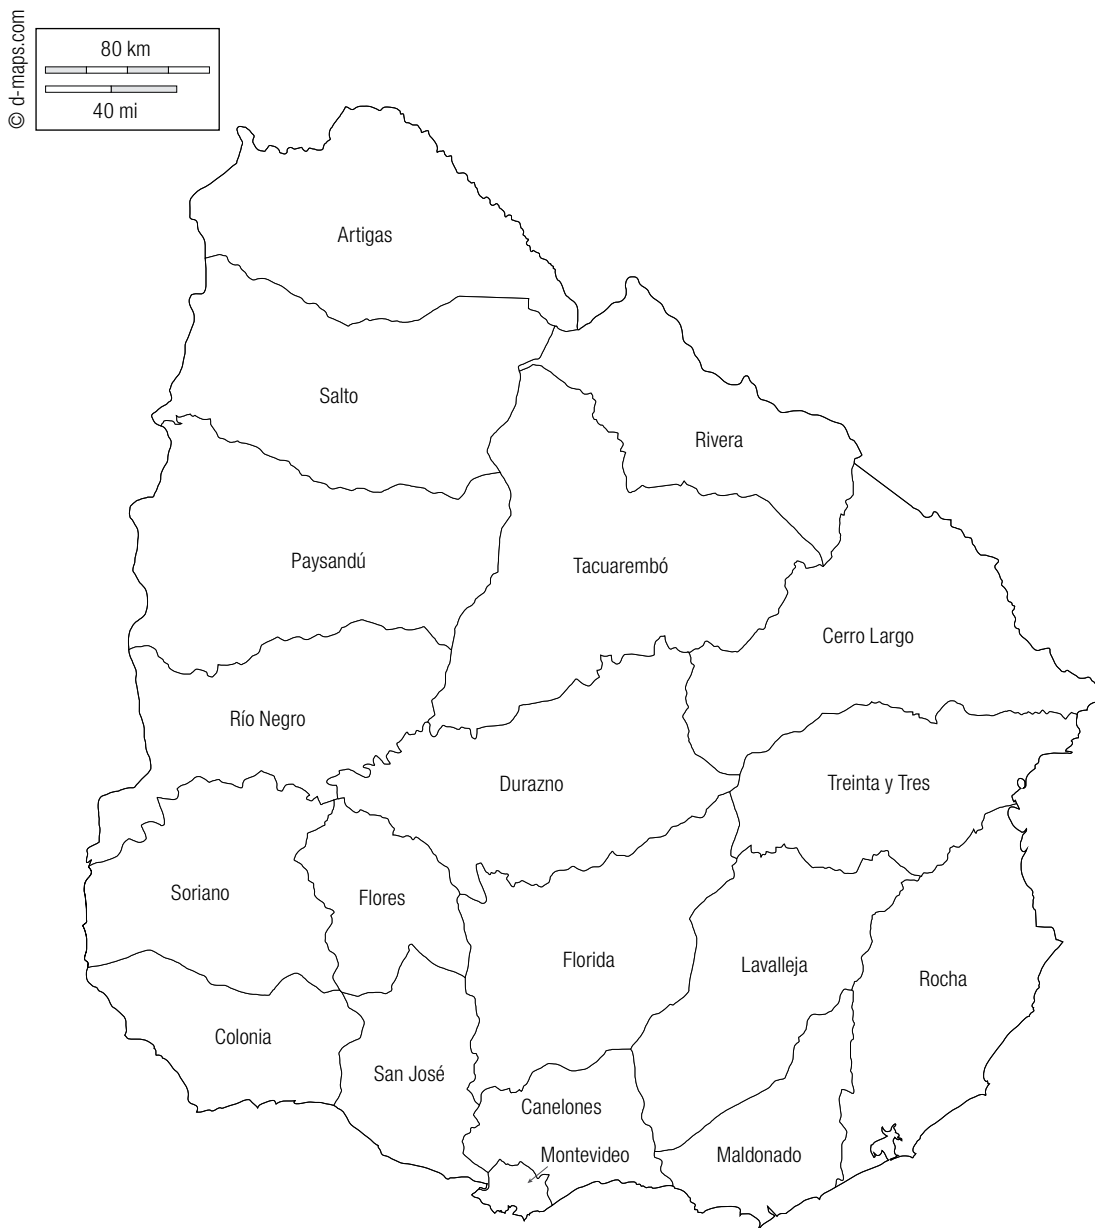 © d-maps.com
80 km
40 mi
Artigas
Salto
Rivera
Paysandú
Tacuarembó
Cerro Largo
Río Negro
Durazno
Treinta y Tres
Soriano
Flores
Florida
Lavalleja
Rocha
Colonia
San José
Canelones
Montevideo
Maldonado